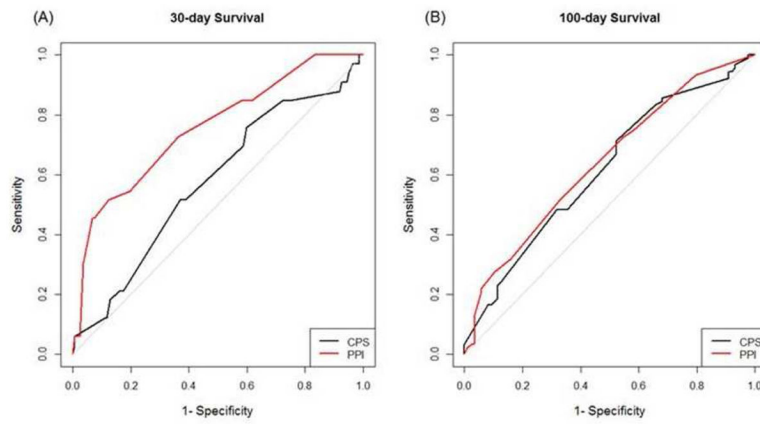 (A)
30-day Survival
1.0
0.8
0.6
0.4
0.2
0.0
Sensitivity
0.0 0.2 0.4 0.6 0.8 1.0
1- Specificity
CPS
PPI
(B)
100-day Survival
1.0
0.8
0.6
0.4
0.2
0.0
Sensitivity
0.0 0.2 0.4 0.6 0.8 1.0
1- Specificity
CPS
PPI